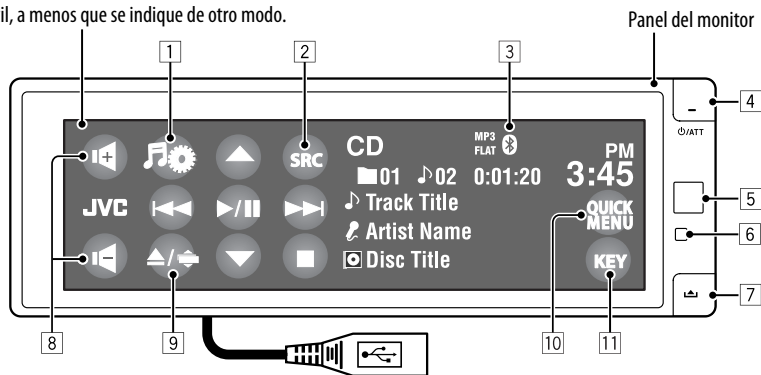 il, a menos que se indique de otro modo.
Panel del monitor
1
2
3
4
⏻/ATT
5
6
7
SRC
CD
MP3
FLAT
PM
3:45
01 02 0:01:20
JVC
Track Title
Artist Name
Disc Title
QUICK
MENU
KEY
8
9
10
11